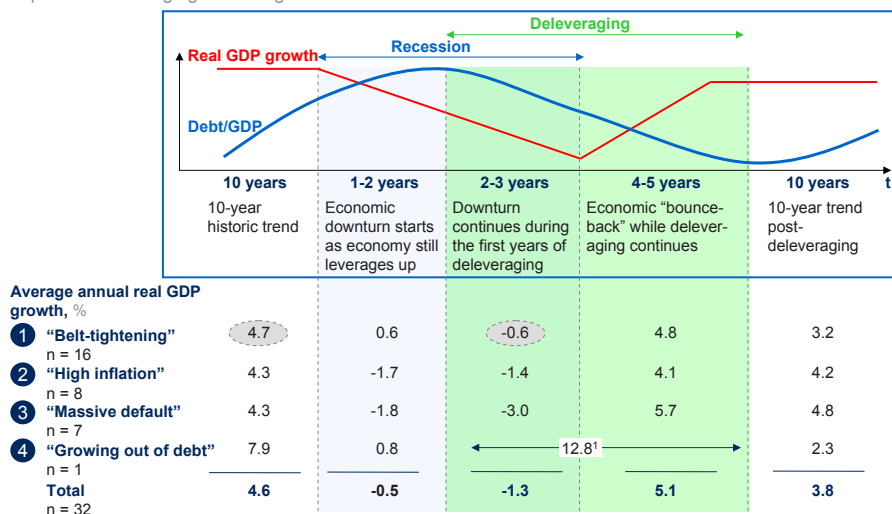 Deleveraging
Recession
Real GDP growth
Debt/GDP
10 years 1-2 years 2-3 years 4-5 years 10 years t
10-year
historic trend
Economic
downturn starts
as economy still
leverages up
Downturn
continues during
the first years of
deleveraging
Economic “bounce-
back” while delever-
aging continues
10-year trend
post-
deleveraging
Average annual real GDP
growth, %
1 “Belt-tightening” 4.7 0.6 -0.6 4.8 3.2
n = 16
2 “High inflation” 4.3 -1.7 -1.4 4.1 4.2
n = 8
3 “Massive default” 4.3 -1.8 -3.0 5.7 4.8
n = 7
4 “Growing out of debt” 7.9 0.8 12.8¹ 2.3
n = 1
Total 4.6 -0.5 -1.3 5.1 3.8
n = 32